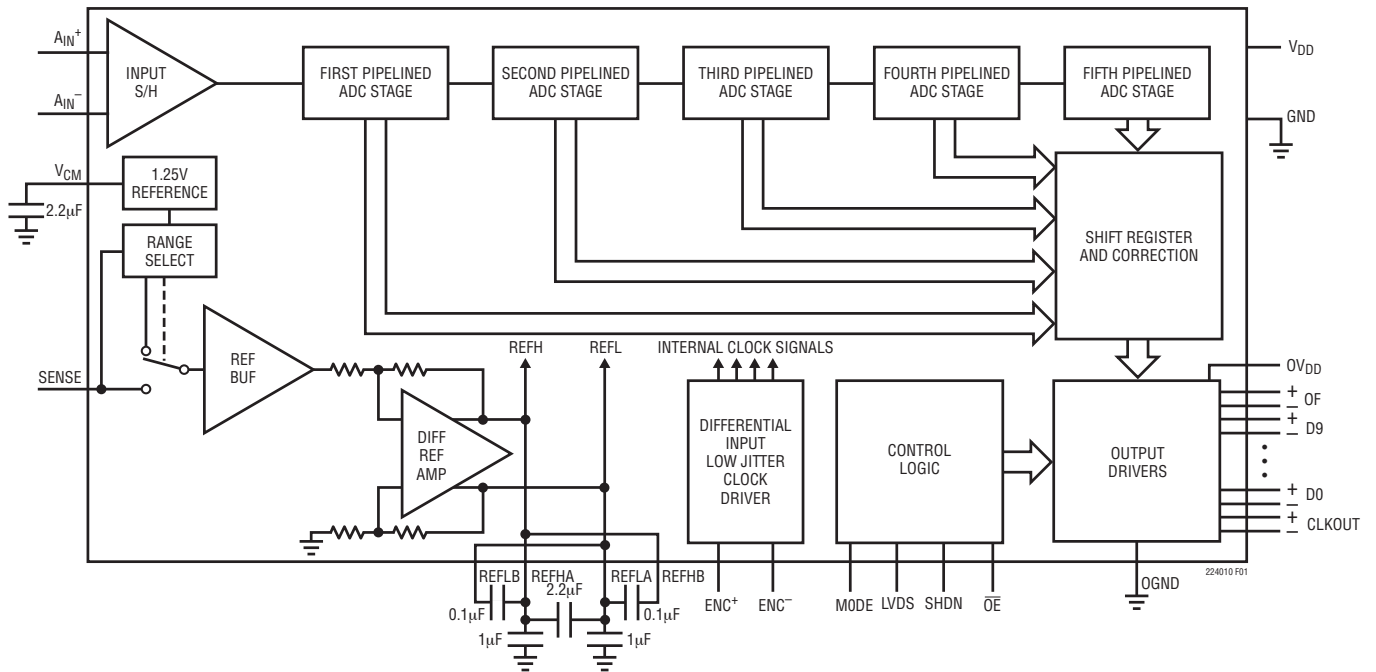 AIN+
AIN−
INPUT
S/H
FIRST PIPELINED
ADC STAGE
SECOND PIPELINED
ADC STAGE
THIRD PIPELINED
ADC STAGE
FOURTH PIPELINED
ADC STAGE
FIFTH PIPELINED
ADC STAGE
VDD
GND
VCM
2.2µF
1.25V
REFERENCE
RANGE
SELECT
SHIFT REGISTER
AND CORRECTION
SENSE
REF
BUF
DIFF
REF
AMP
REFH
REFL
INTERNAL CLOCK SIGNALS
DIFFERENTIAL
INPUT
LOW JITTER
CLOCK
DRIVER
CONTROL
LOGIC
OUTPUT
DRIVERS
OVDD
+
− OF
+
− D9
+
− D0
+
− CLKOUT
REFLB
REFHA
REFLA
REFHB
2.2µF
0.1µF
0.1µF
1µF
1µF
ENC+
ENC−
M0DE
LVDS
SHDN
OE
OGND
224010 F01